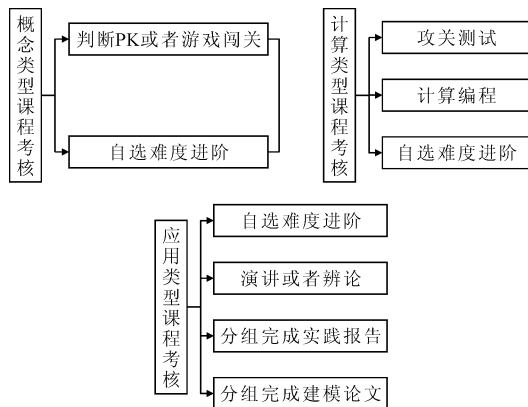 概念类型课程考核
判断PK或者游戏闯关
自选难度进阶
计算类型课程考核
攻关测试
计算编程
自选难度进阶
应用类型课程考核
自选难度进阶
演讲或者辨论
分组完成实践报告
分组完成建模论文